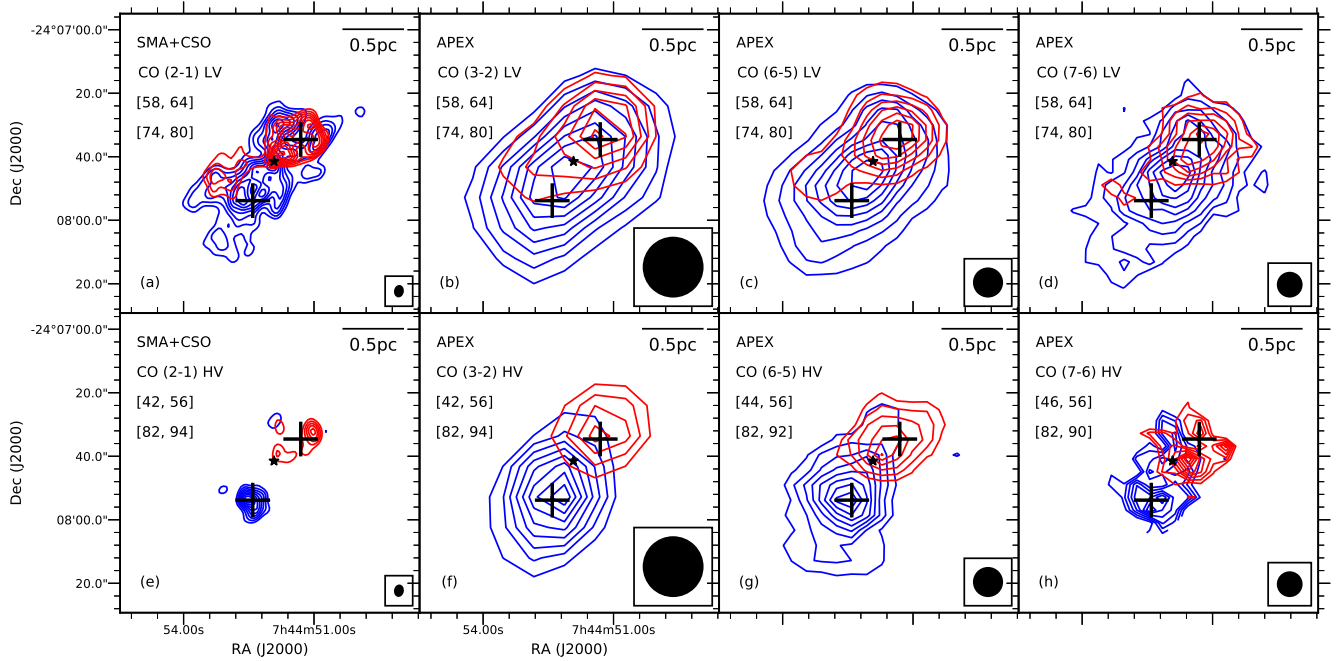 -24°07'00.0"
20.0"
40.0"
08'00.0"
20.0"
Dec (J2000)
SMA+CSO
0.5pc
CO (2-1) LV
[58, 64]
[74, 80]
(a)
APEX
0.5pc
CO (3-2) LV
[58, 64]
[74, 80]
(b)
APEX
0.5pc
CO (6-5) LV
[58, 64]
[74, 80]
(c)
APEX
0.5pc
CO (7-6) LV
[58, 64]
[74, 80]
(d)
-24°07'00.0"
20.0"
40.0"
08'00.0"
20.0"
Dec (J2000)
SMA+CSO
0.5pc
CO (2-1) HV
[42, 56]
[82, 94]
(e)
APEX
0.5pc
CO (3-2) HV
[42, 56]
[82, 94]
(f)
APEX
0.5pc
CO (6-5) HV
[44, 56]
[82, 92]
(g)
APEX
0.5pc
CO (7-6) HV
[46, 56]
[82, 90]
(h)
54.00s 7h44m51.00s
RA (J2000)
54.00s 7h44m51.00s
RA (J2000)